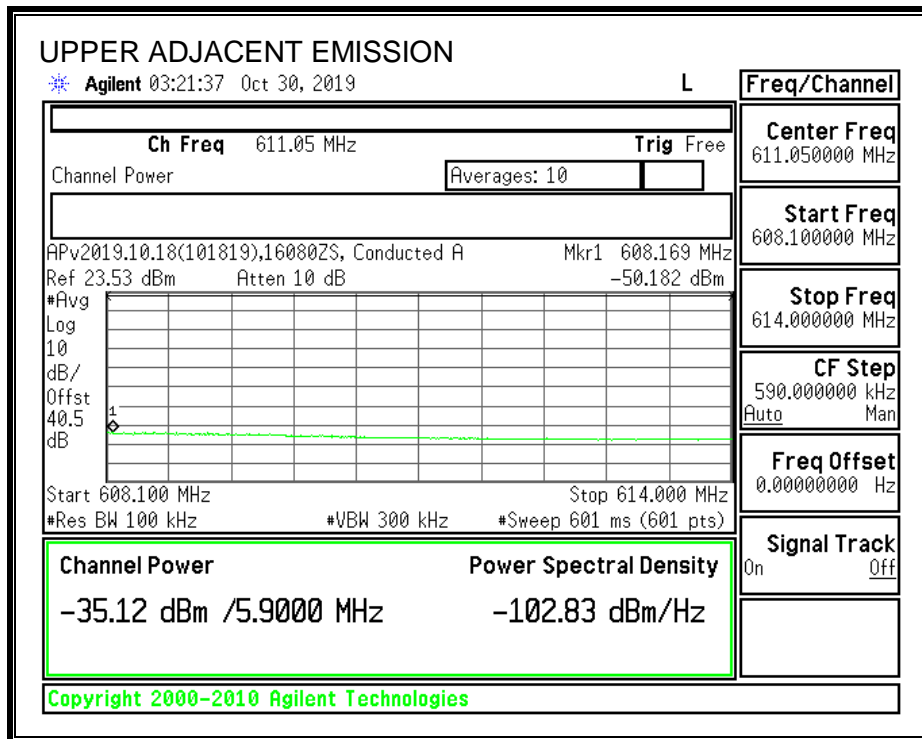 UPPER ADJACENT EMISSION
Agilent 03:21:37 Oct 30, 2019 L
Freq/Channel
Ch Freq 611.05 MHz Trig Free
Channel Power Averages: 10
APv2019.10.18(101819),16080ZS, Conducted A Mkr1 608.169 MHz
Ref 23.53 dBm Atten 10 dB -50.182 dBm
#Avg
Log
10
dB/
Offst
40.5
dB
1
Start 608.100 MHz Stop 614.000 MHz
#Res BW 100 kHz #VBW 300 kHz #Sweep 601 ms (601 pts)
Channel Power Power Spectral Density
-35.12 dBm /5.9000 MHz -102.83 dBm/Hz
Copyright 2000-2010 Agilent Technologies
Center Freq
611.050000 MHz
Start Freq
608.100000 MHz
Stop Freq
614.000000 MHz
CF Step
590.000000 kHz
Auto Man
Freq Offset
0.00000000 Hz
Signal Track
On Off